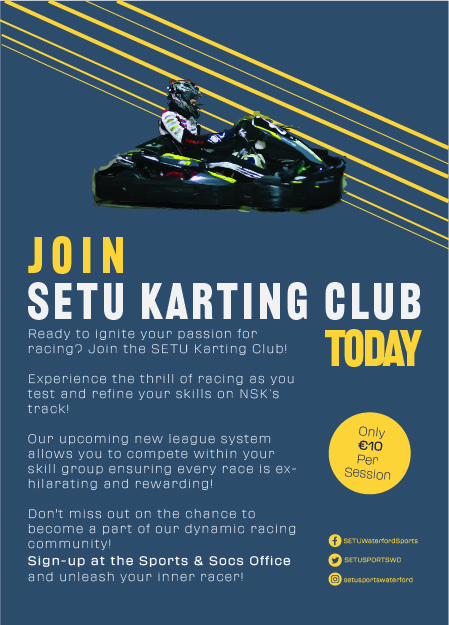 JOIN
SETU KARTING CLUB
TODAY
Ready to ignite your passion for
racing? Join the SETU Karting Club!
Experience the thrill of racing as you
test and refine your skills on NSK's
track!
Our upcoming new league system
allows you to compete within your
skill group ensuring every race is ex-
hilarating and rewarding!
Don't miss out on the chance to
become a part of our dynamic racing
community!
Sign-up at the Sports & Socs Office
and unleash your inner racer!
Only
€10
Per
Session
SETUWaterfordSports
SETUSPORTSWD
setusportswaterford